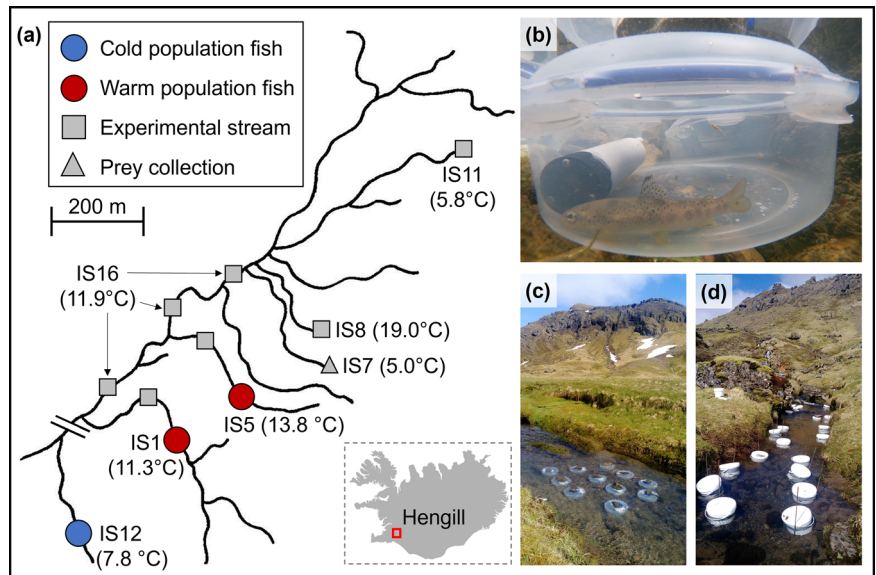 (a)
Cold population fish
Warm population fish
Experimental stream
Prey collection
200 m
IS11
(5.8°C)
IS16
(11.9°C)
IS8 (19.0°C)
IS7 (5.0°C)
IS5 (13.8 °C)
IS1
(11.3°C)
IS12
(7.8 °C)
Hengill
(b)
(c)
(d)